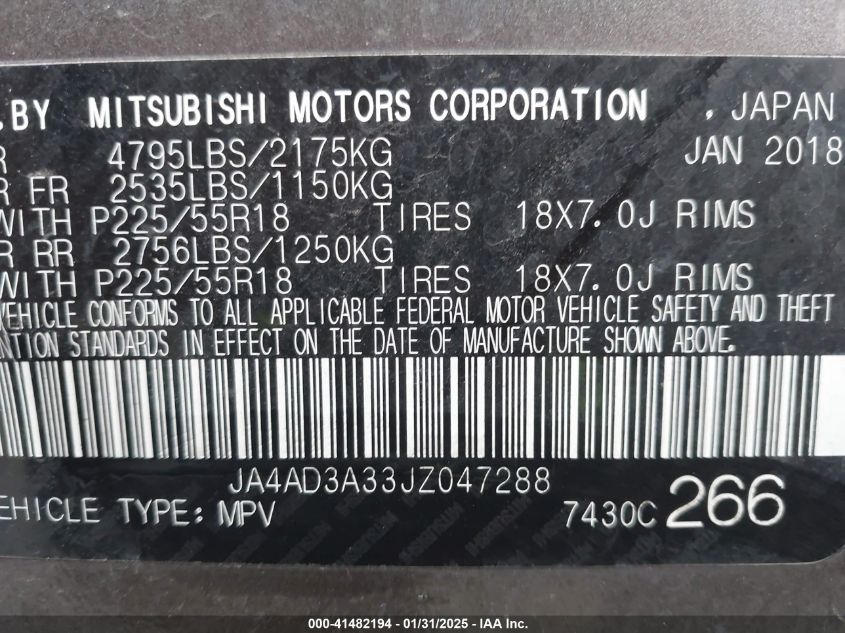 .BY MITSUBISHI MOTORS CORPORATION . JAPAN
R 4795LBS/2175KG JAN 2018
R FR 2535LBS/1150KG
WITH P225/55R18 TIRES 18X7.0J RIMS
R RR 2756LBS/1250KG
WITH P225/55R18 TIRES 18X7.0J RIMS
VEHICLE CONFORMS TO ALL APPLICABLE FEDERAL MOTOR VEHICLE SAFETY AND THEFT
NTION STANDARDS IN EFFECT ON THE DATE OF MANUFACTURE SHOWN ABOVE.
JA4AD3A33JZ047288
EHICLE TYPE: MPV 7430C 266
000-41482194 - 01/31/2025 - IAA Inc.